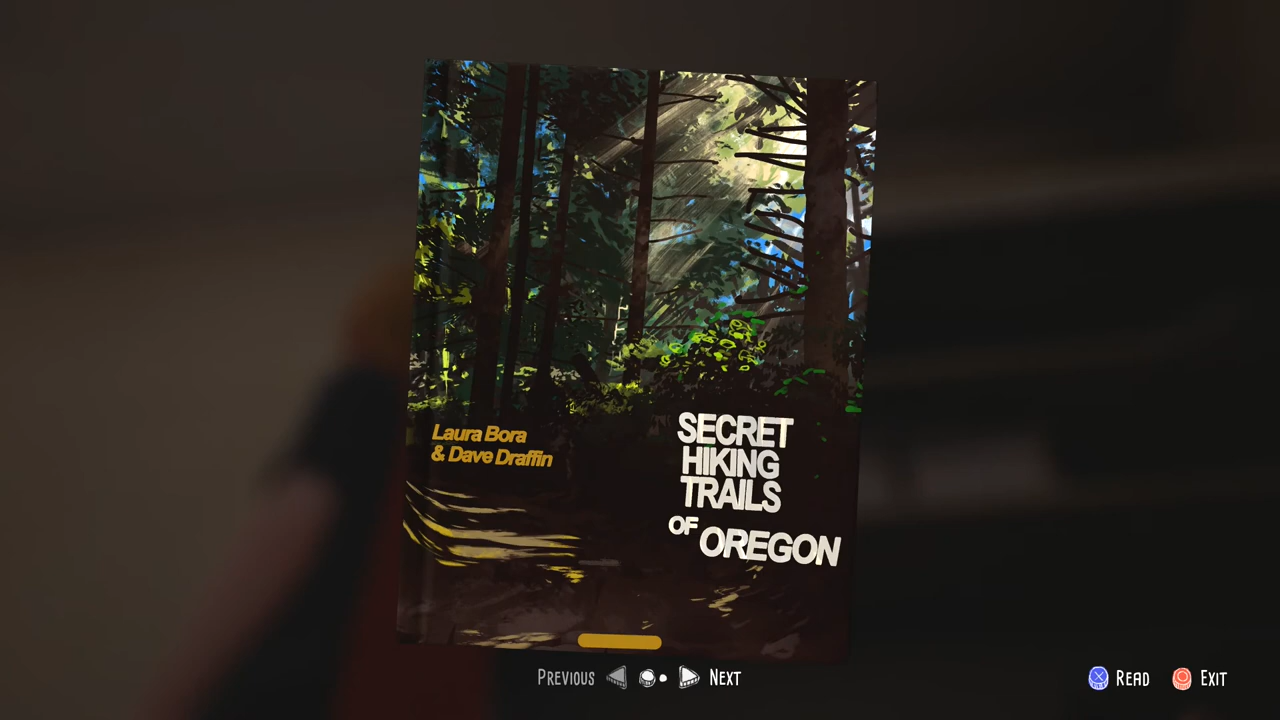 Laura Bora
& Dave Draffin
SECRET
HIKING
TRAILS
OF OREGON
PREVIOUS
NEXT
READ
EXIT